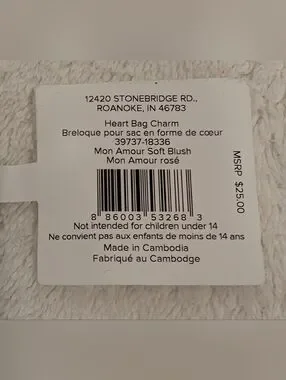 12420 STONEBRIDGE RD.,
ROANOKE, IN 46783
Heart Bag Charm
Breloque pour sac en forme de cœur
39737-18336
Mon Amour Soft Blush
Mon Amour rosé
MSRP $25.00
8 86003 53268 3
Not intended for children under 14
Ne convient pas aux enfants de moins de 14 ans
Made in Cambodia
Fabriqué au Cambodge